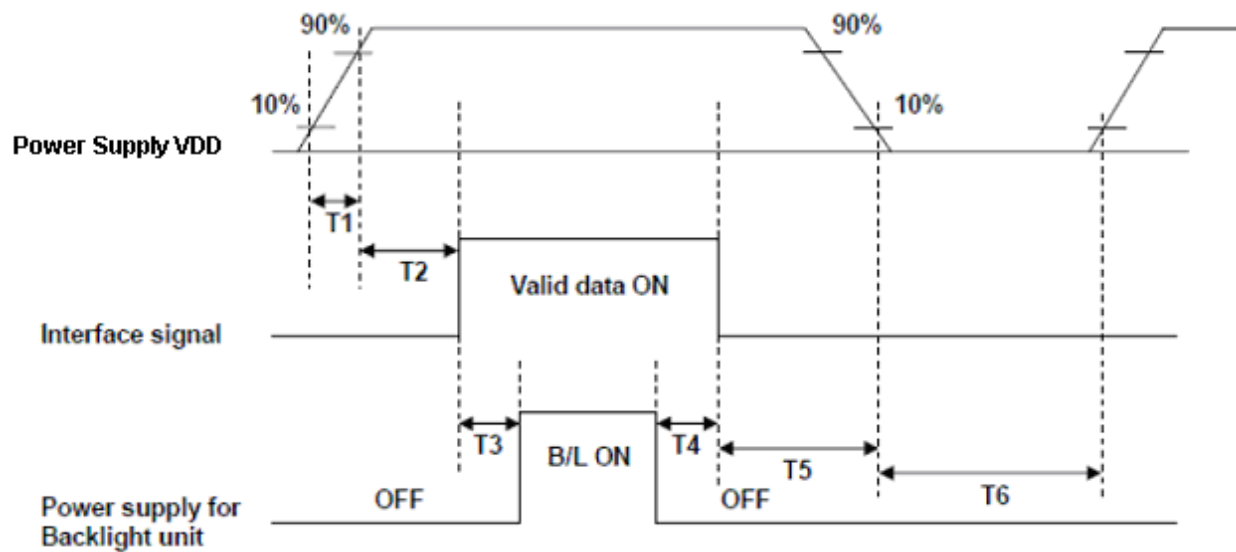 90%
90%
10%
10%
Power Supply VDD
T1
T2
Valid data ON
Interface signal
T3
B/L ON
T4
T5
T6
OFF
OFF
Power supply for
Backlight unit